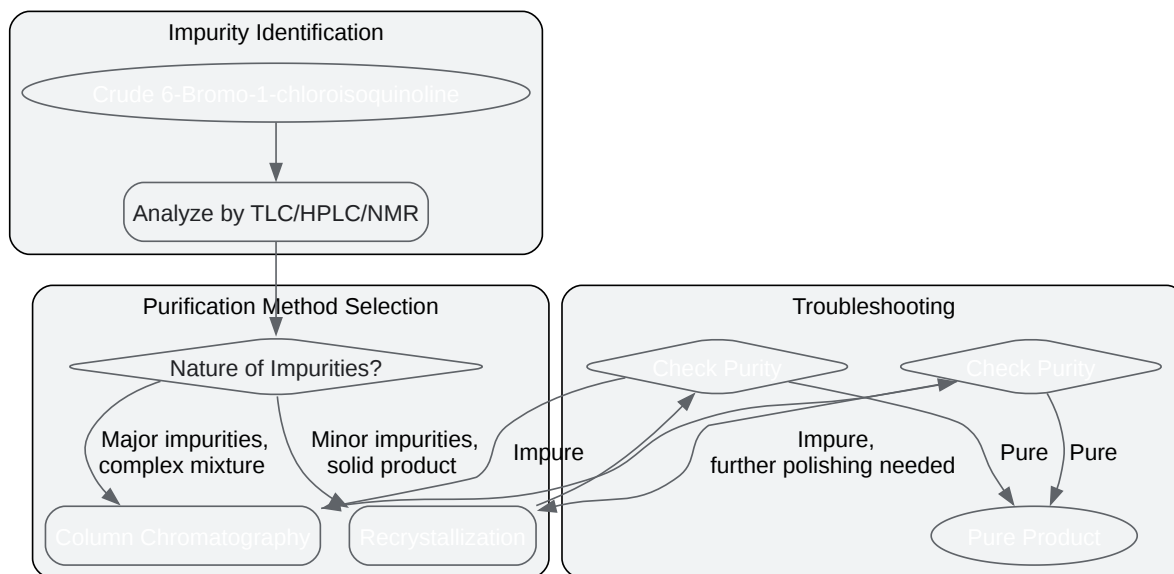 Impurity Identification
Crude 6-Bromo-1-chloroisoquinoline
Analyze by TLC/HPLC/NMR
Purification Method Selection
Troubleshooting
Nature of Impurities?
Check Purity
Check Purity
Major impurities,
complex mixture
Minor impurities,
solid product
Impure
Impure,
further polishing needed
Pure
Pure
Column Chromatography
Recrystallization
Pure Product